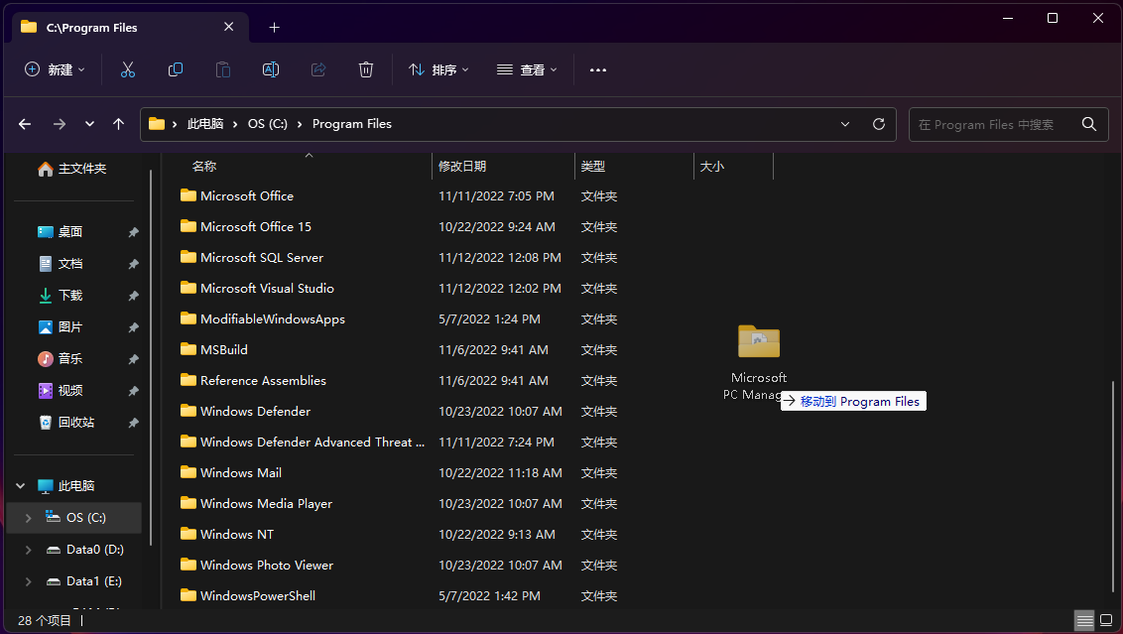 C:\Program Files
新建
排序
查看
此电脑 OS (C:) Program Files
在 Program Files 中搜索
主文件夹
桌面
文档
下载
图片
音乐
视频
回收站
此电脑
OS (C:)
Data0 (D:)
Data1 (E:)
名称 修改日期 类型 大小
Microsoft Office 11/11/2022 7:05 PM 文件夹
Microsoft Office 15 10/22/2022 9:24 AM 文件夹
Microsoft SQL Server 11/12/2022 12:08 PM 文件夹
Microsoft Visual Studio 11/12/2022 12:02 PM 文件夹
ModifiableWindowsApps 5/7/2022 1:24 PM 文件夹
MSBuild 11/6/2022 9:41 AM 文件夹
Reference Assemblies 11/6/2022 9:41 AM 文件夹
Windows Defender 10/23/2022 10:07 AM 文件夹
Windows Defender Advanced Threat ... 11/11/2022 7:24 PM 文件夹
Windows Mail 10/22/2022 11:18 AM 文件夹
Windows Media Player 10/23/2022 10:07 AM 文件夹
Windows NT 10/22/2022 9:13 AM 文件夹
Windows Photo Viewer 10/23/2022 10:07 AM 文件夹
WindowsPowerShell 5/7/2022 1:42 PM 文件夹
Microsoft
PC Manag
移动到 Program Files
28 个项目